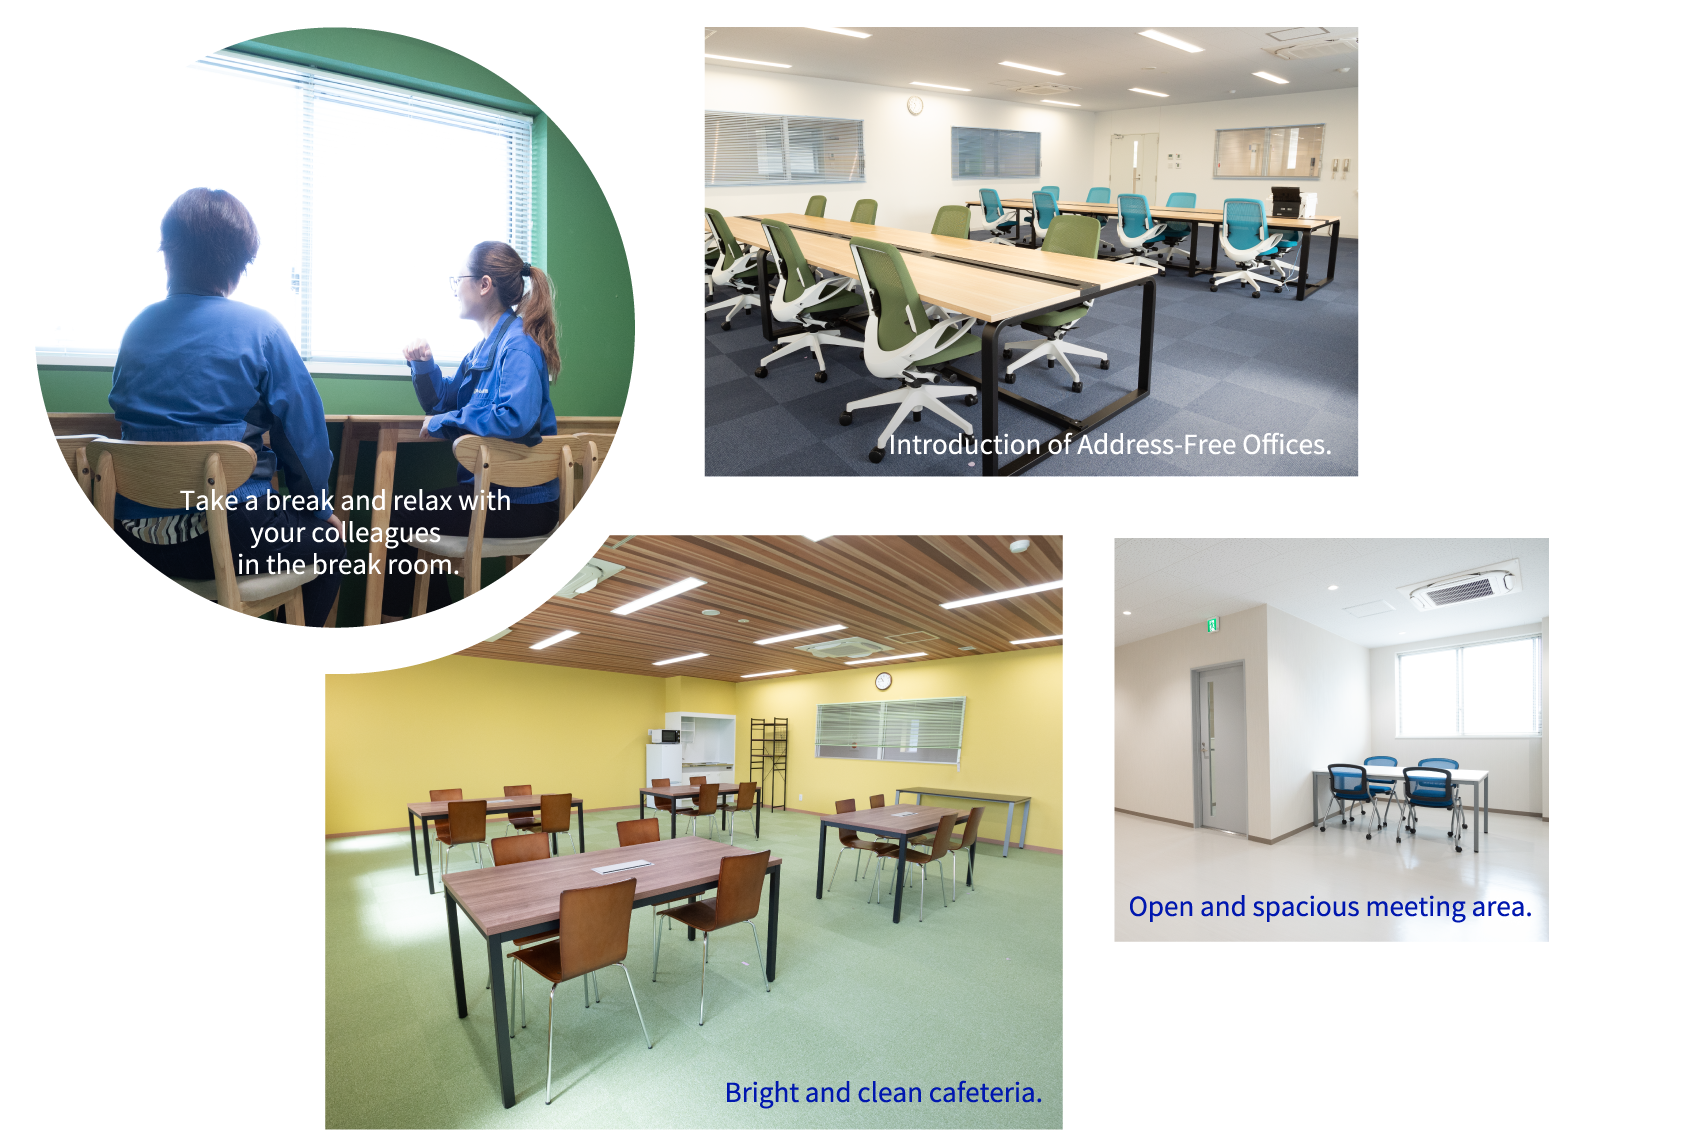 Take a break and relax with
your colleagues
in the break room.
Introduction of Address-Free Offices.
Open and spacious meeting area.
Bright and clean cafeteria.